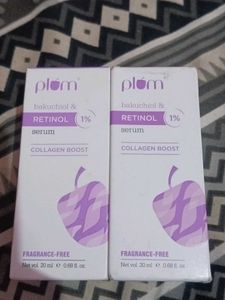 plum
bakuchiol &
RETINOL 1%
serum
COLLAGEN BOOST
FRAGRANCE-FREE
Net vol. 20 ml e 0.68 fl. oz.
plum
bakuchiol &
RETINOL 1%
serum
COLLAGEN BOOST
FRAGRANCE-FREE
Net vol. 20 ml e 0.68 fl. oz.